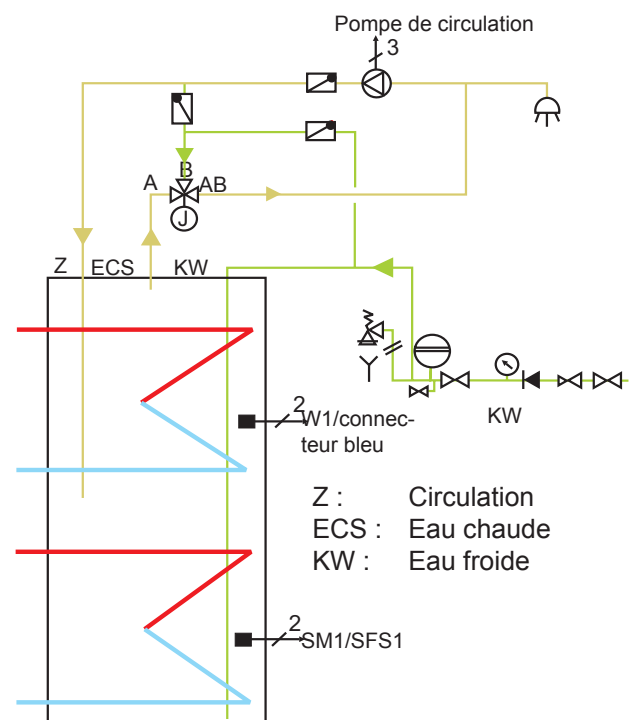 Pompe de circulation
3
B
A
AB
J
Z
ECS
KW
2
W1/connec-
teur bleu
KW
Z : Circulation
ECS : Eau chaude
KW : Eau froide
2
SM1/SFS1